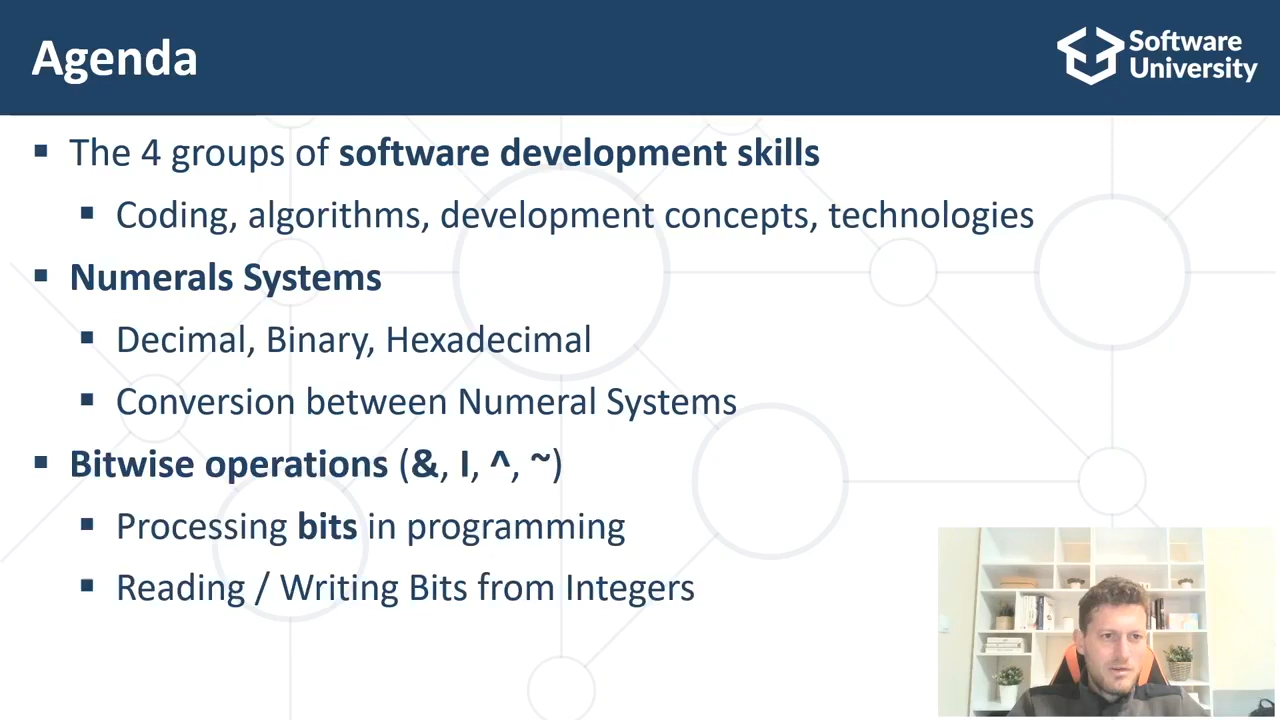 Agenda
Software
University
▪ The 4 groups of software development skills
▪ Coding, algorithms, development concepts, technologies
▪ Numerals Systems
▪ Decimal, Binary, Hexadecimal
▪ Conversion between Numeral Systems
▪ Bitwise operations (&, I, ^, ~)
▪ Processing bits in programming
▪ Reading / Writing Bits from Integers